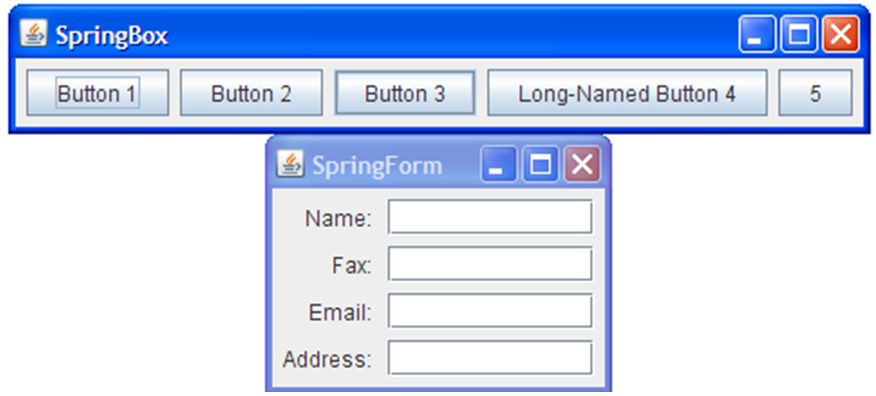 SpringBox
Button 1 Button 2 Button 3 Long-Named Button 4 5
SpringForm
Name:
Fax:
Email:
Address: